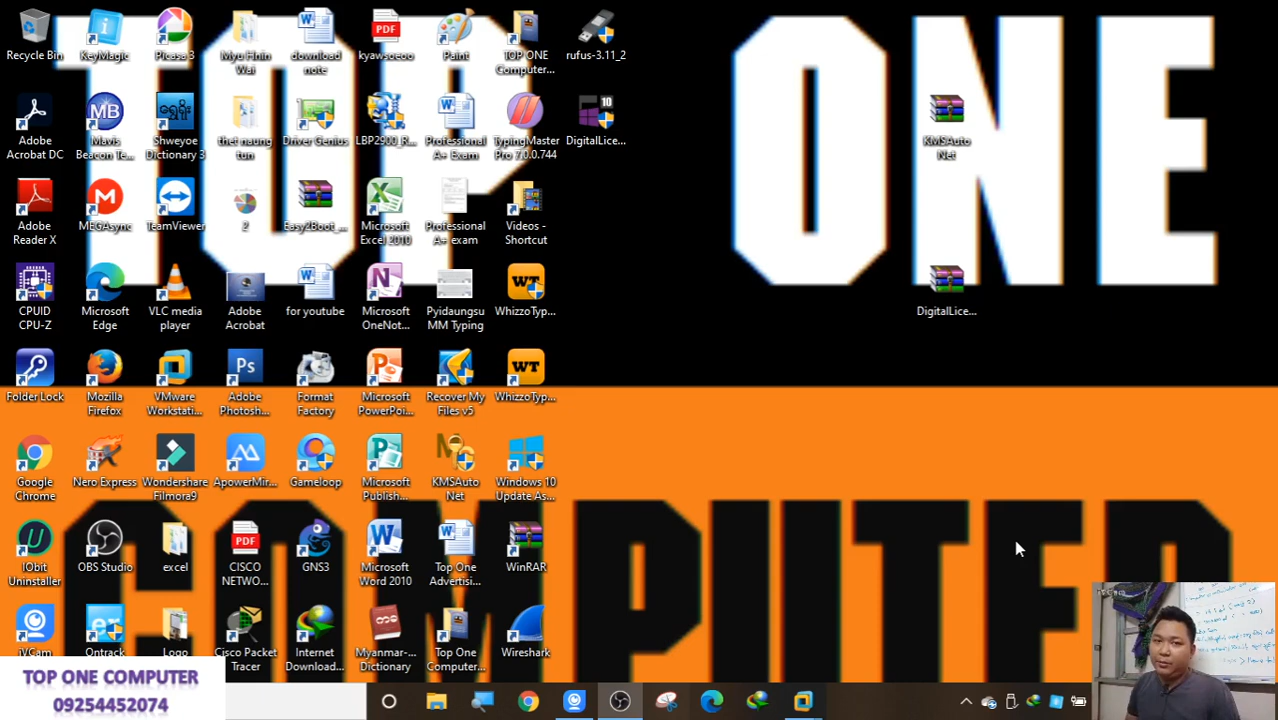 TOP ONE
COMPUTER
Recycle Bin
KeyMagic
Picasa 3
Myu Hnin
Wai
download
note
kyawsoeoo
Paint
TOP ONE
Computer...
rufus-3.11_2
Adobe
Acrobat DC
Mavis
Beacon Te...
Shweyoe
Dictionary 3
thet naung
tun
Driver Genius
LBP2900_R...
Professional
A+ Exam
TypingMaster
Pro 7.0.0.744
DigitalLice...
KMSAuto
Net
Adobe
Reader X
MEGAsync
TeamViewer
2
Easy2Boot_...
Microsoft
Excel 2010
Professional
A+ exam
Videos -
Shortcut
CPUID
CPU-Z
Microsoft
Edge
VLC media
player
Adobe
Acrobat
for youtube
Microsoft
OneNot...
Pyidaungsu
MM Typing
WhizzoTyp...
DigitalLice...
Folder Lock
Mozilla
Firefox
VMware
Workstati...
Adobe
Photosh...
Format
Factory
Microsoft
PowerPoi...
Recover My
Files v5
WhizzoTyp...
Google
Chrome
Nero Express
Wondershare
Filmora9
ApowerMir...
Gameloop
Microsoft
Publish...
KMSAuto
Net
Windows 10
Update As...
IObit
Uninstaller
OBS Studio
excel
CISCO
NETWO...
GNS3
Microsoft
Word 2010
Top One
Advertisi...
WinRAR
iVCam
Ontrack
Logo
Cisco Packet
Tracer
Internet
Download...
Myanmar-...
Dictionary
Top One
Computer...
Wireshark
TOP ONE COMPUTER
09254452074